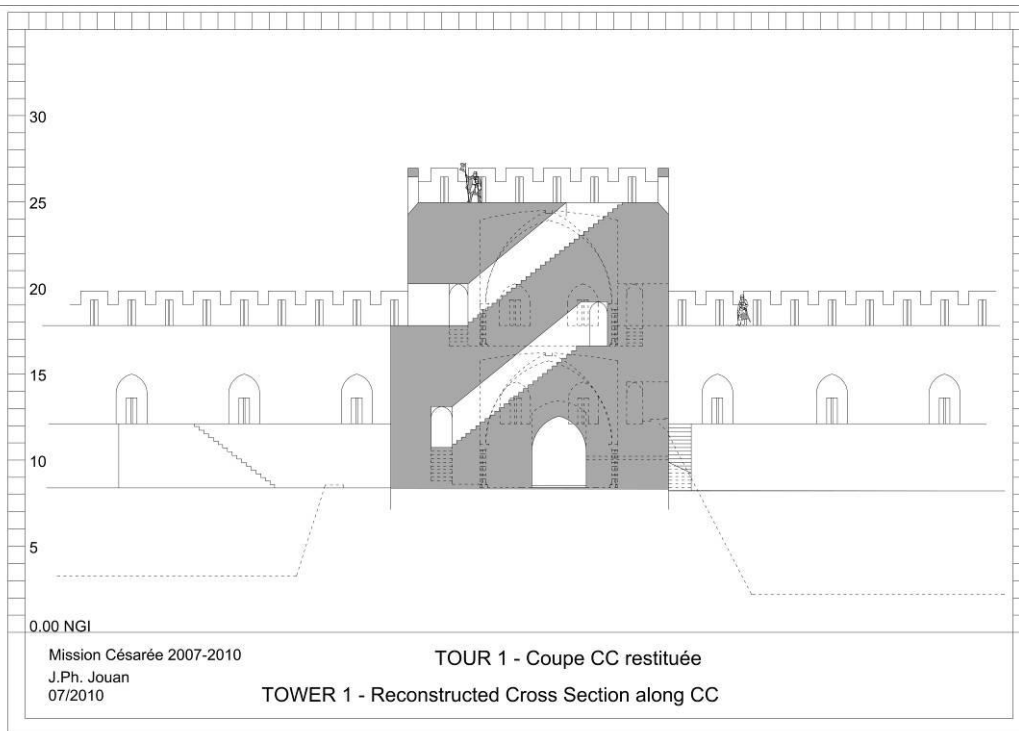 30
25
20
15
10
5
0.00 NGI
Mission Césarée 2007-2010
J.Ph. Jouan
07/2010
TOUR 1 - Coupe CC restituée
TOWER 1 - Reconstructed Cross Section along CC